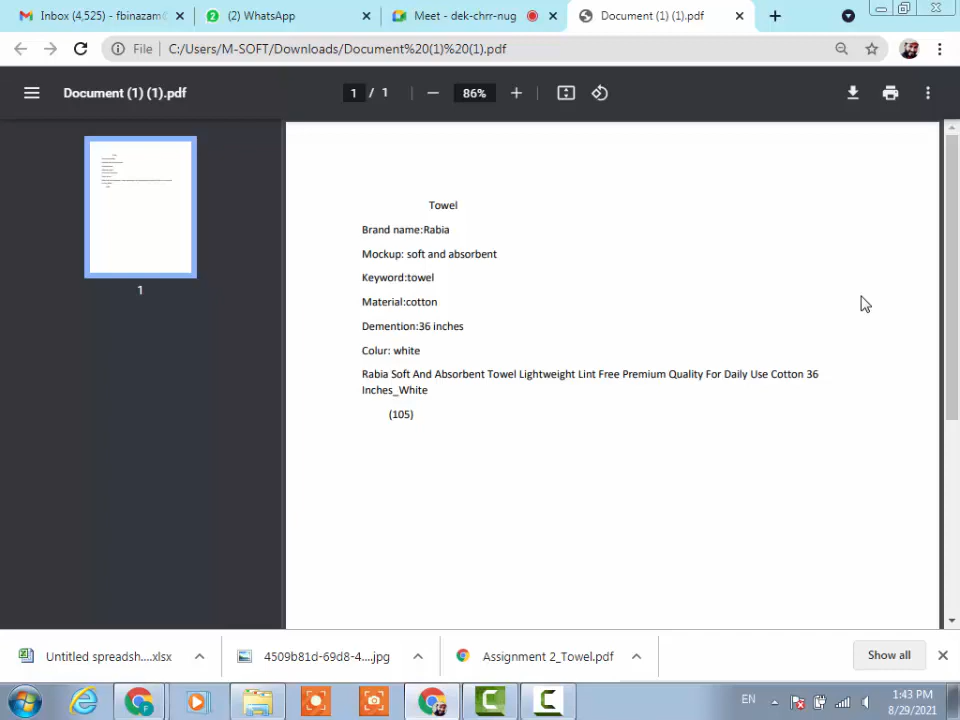 Inbox (4,525) - fbinazam@
(2) WhatsApp
Meet - dek-chrr-nug
Document (1) (1).pdf
File
C:/Users/M-SOFT/Downloads/Document%20(1)%20(1).pdf
Document (1) (1).pdf
1 / 1
86%
Towel
Brand name:Rabia
Mockup: soft and absorbent
Keyword:towel
Material:cotton
Demention:36 inches
Colur: white
Rabia Soft And Absorbent Towel Lightweight Lint Free Premium Quality For Daily Use Cotton 36
Inches_White
(105)
1
Untitled spreadsh....xlsx
4509b81d-69d8-4....jpg
Assignment 2_Towel.pdf
Show all
EN
1:43 PM
8/29/2021